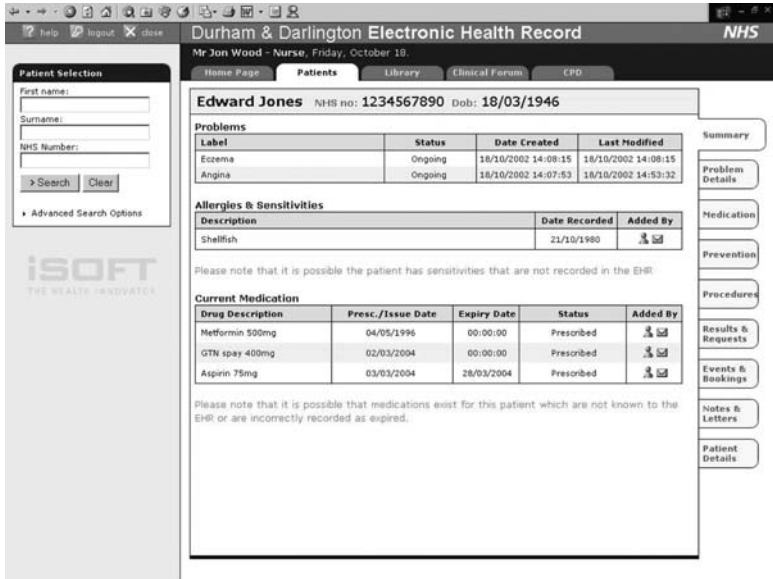 help logout close
Durham & Darlington Electronic Health Record
NHS
Mr Jon Wood - Nurse, Friday, October 18.
Home Page Patients Library Clinical Forum CPD
Patient Selection
First name:
Surname:
NHS Number:
> Search Clear
Advanced Search Options
iSOFT
THE HEALTH INNOVATOR
Edward Jones NHS no: 1234567890 Dob: 18/03/1946
Problems
Label Status Date Created Last Modified
Eczema Ongoing 18/10/2002 14:08:15 18/10/2002 14:08:15
Angina Ongoing 18/10/2002 14:07:53 18/10/2002 14:53:32
Allergies & Sensitivities
Description Date Recorded Added By
Shellfish 21/10/1980
Please note that it is possible the patient has sensitivities that are not recorded in the EHR
Current Medication
Drug Description Presc./Issue Date Expiry Date Status Added By
Metformin 500mg 04/05/1996 00:00:00 Prescribed
GTN spay 400mg 02/03/2004 00:00:00 Prescribed
Aspirin 75mg 03/03/2004 28/03/2004 Prescribed
Please note that it is possible that medications exist for this patient which are not known to the
EHR or are incorrectly recorded as expired.
Summary
Problem
Details
Medication
Prevention
Procedures
Results &
Requests
Events &
Bookings
Notes &
Letters
Patient
Details